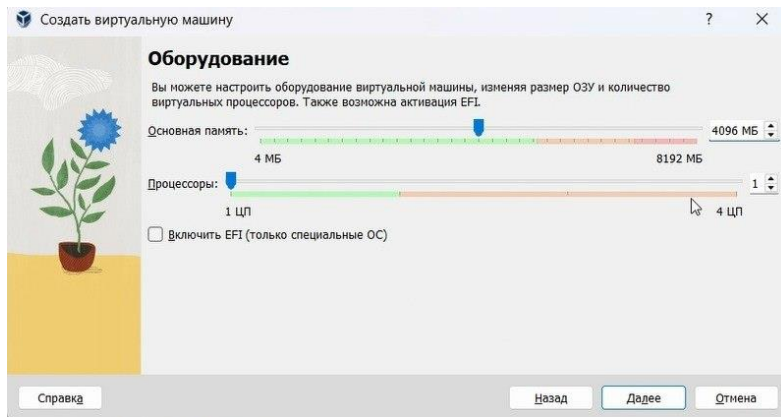 Создать виртуальную машину
Оборудование
Вы можете настроить оборудование виртуальной машины, изменяя размер ОЗУ и количество
виртуальных процессоров. Также возможна активация EFI.
Основная память:
4096 МБ
4 МБ
8192 МБ
Процессоры:
1
1 ЦП
4 ЦП
Включить EFI (только специальные ОС)
Справка
Назад
Далее
Отмена